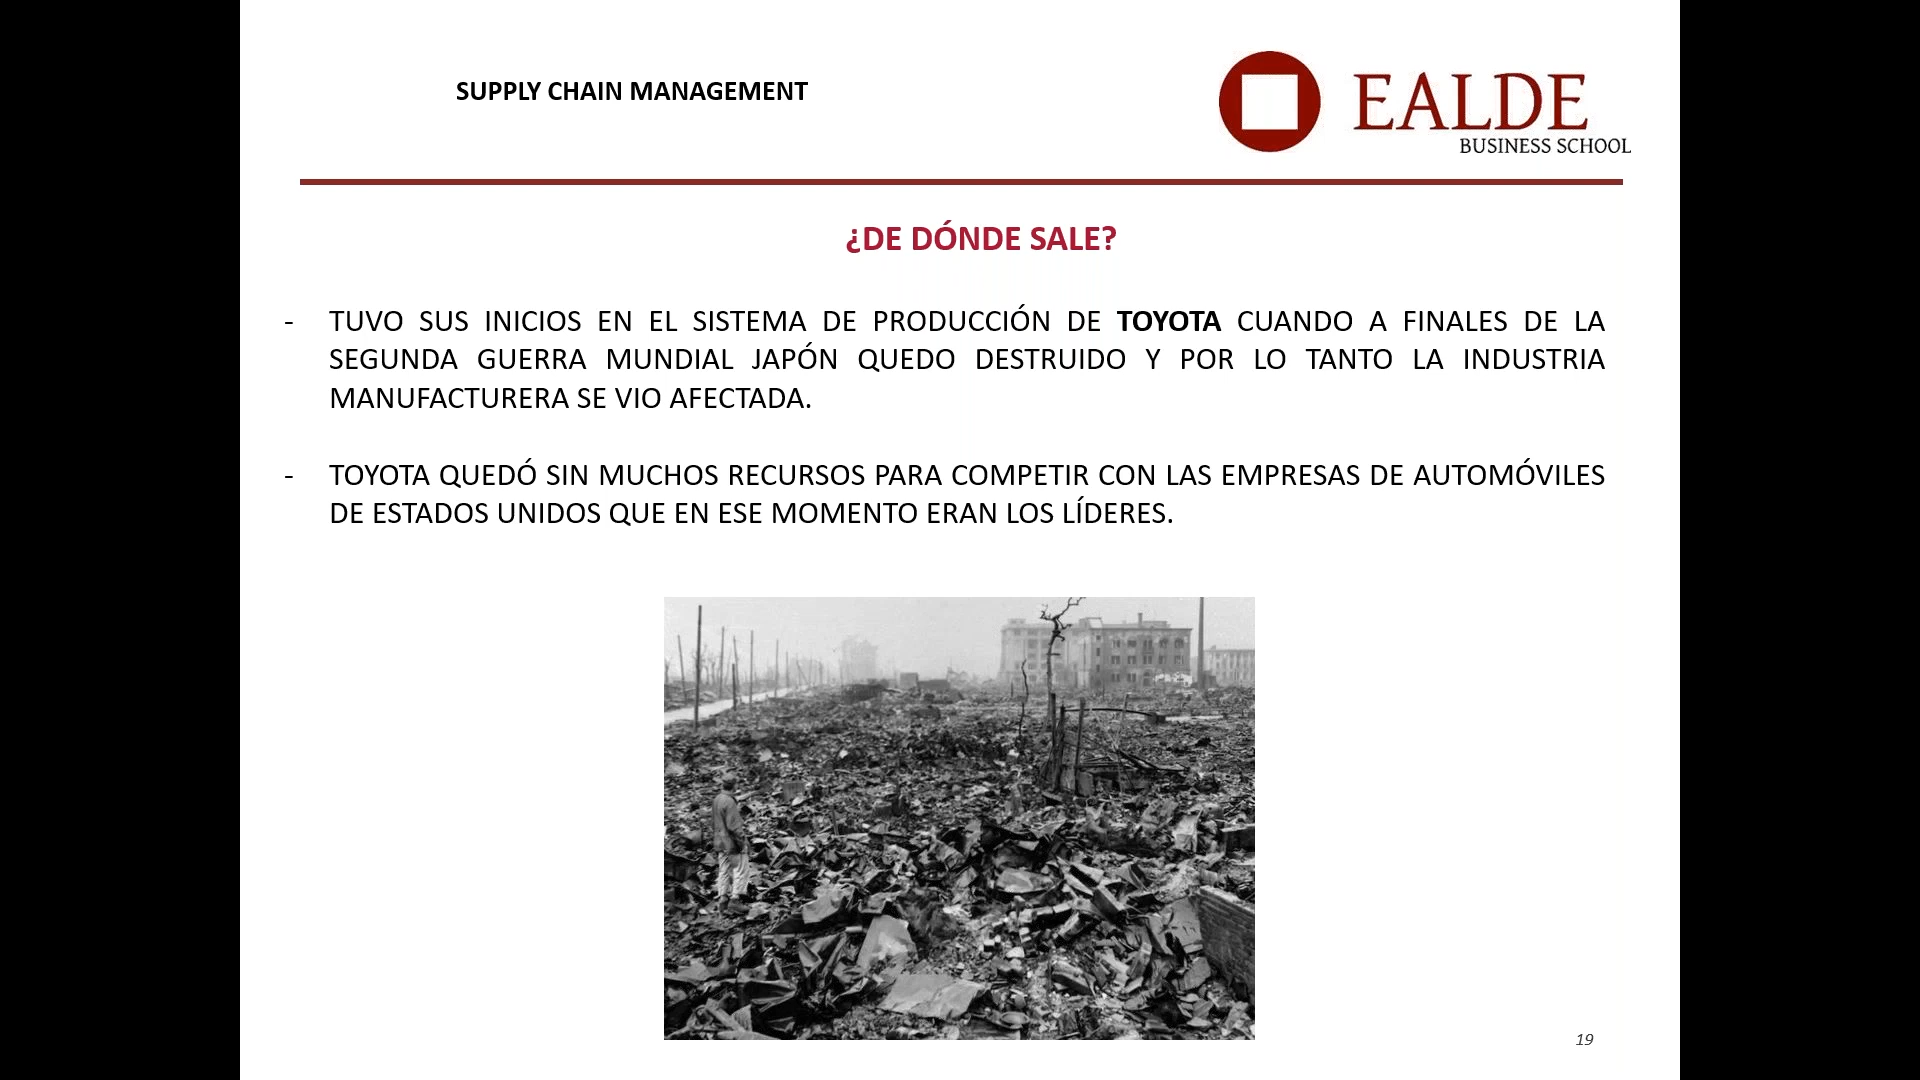 SUPPLY CHAIN MANAGEMENT
EALDE
BUSINESS SCHOOL
¿DE DÓNDE SALE?
- TUVO SUS INICIOS EN EL SISTEMA DE PRODUCCIÓN DE TOYOTA CUANDO A FINALES DE LA
SEGUNDA GUERRA MUNDIAL JAPÓN QUEDO DESTRUIDO Y POR LO TANTO LA INDUSTRIA
MANUFACTURERA SE VIO AFECTADA.
- TOYOTA QUEDÓ SIN MUCHOS RECURSOS PARA COMPETIR CON LAS EMPRESAS DE AUTOMÓVILES
DE ESTADOS UNIDOS QUE EN ESE MOMENTO ERAN LOS LÍDERES.
19